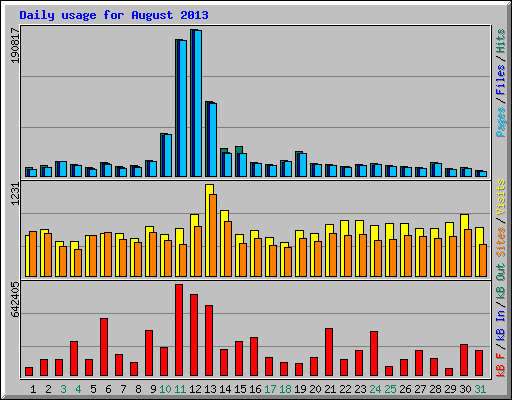 Daily usage for August 2013
190817
Pages / Files / Hits
1231
Sites / Visits
642405
kB F / kB In / kB Out
1 2 3 4 5 6 7 8 9 10 11 12 13 14 15 16 17 18 19 20 21 22 23 24 25 26 27 28 29 30 31